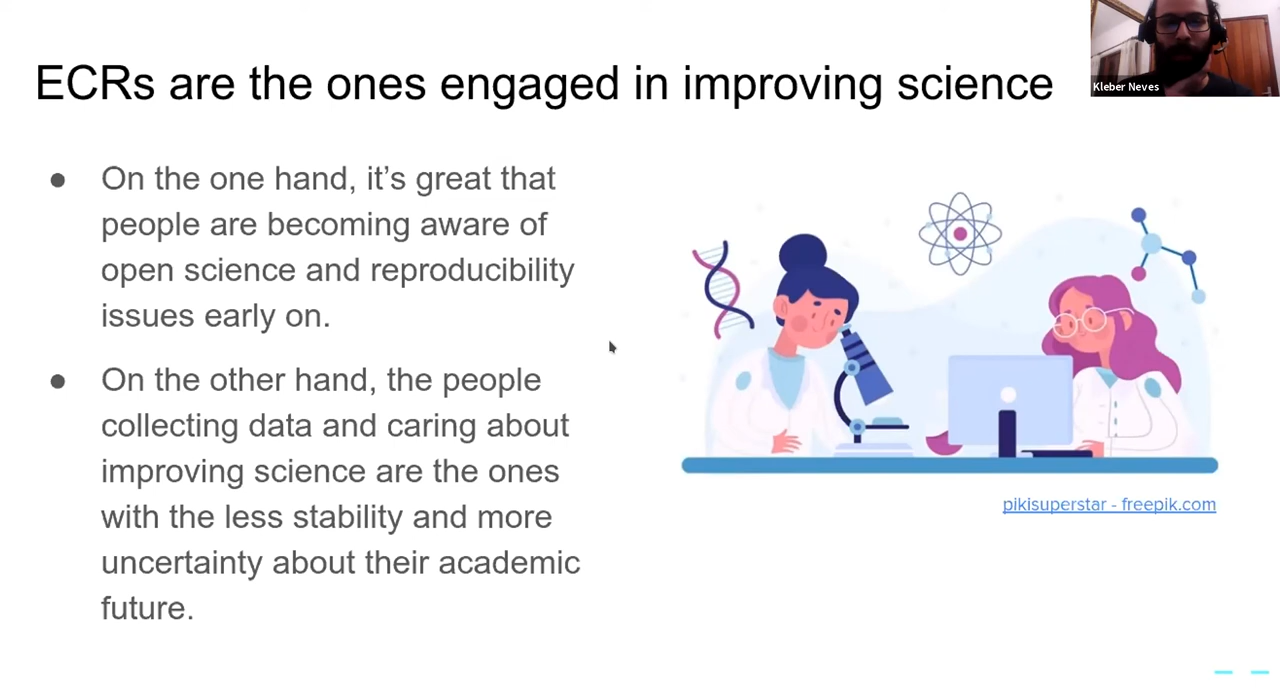 ECRs are the ones engaged in improving science
Kleber Neves
● On the one hand, it's great that
people are becoming aware of
open science and reproducibility
issues early on.
● On the other hand, the people
collecting data and caring about
improving science are the ones
with the less stability and more
uncertainty about their academic
future.
pikisuperstar - freepik.com